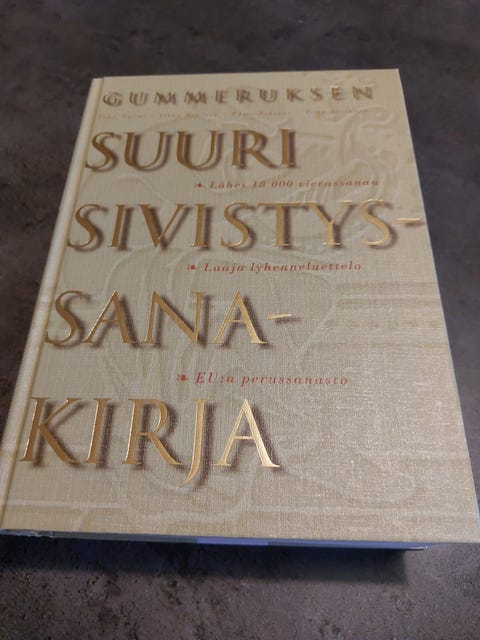 GUMMERUKSEN
SUURI
❧ Lähes 18 000 vierassanaa
SIVISTYS-
❧ Laaja lyhenneluettelo
SANA-
❧ EU:n perussanasto
KIRJA